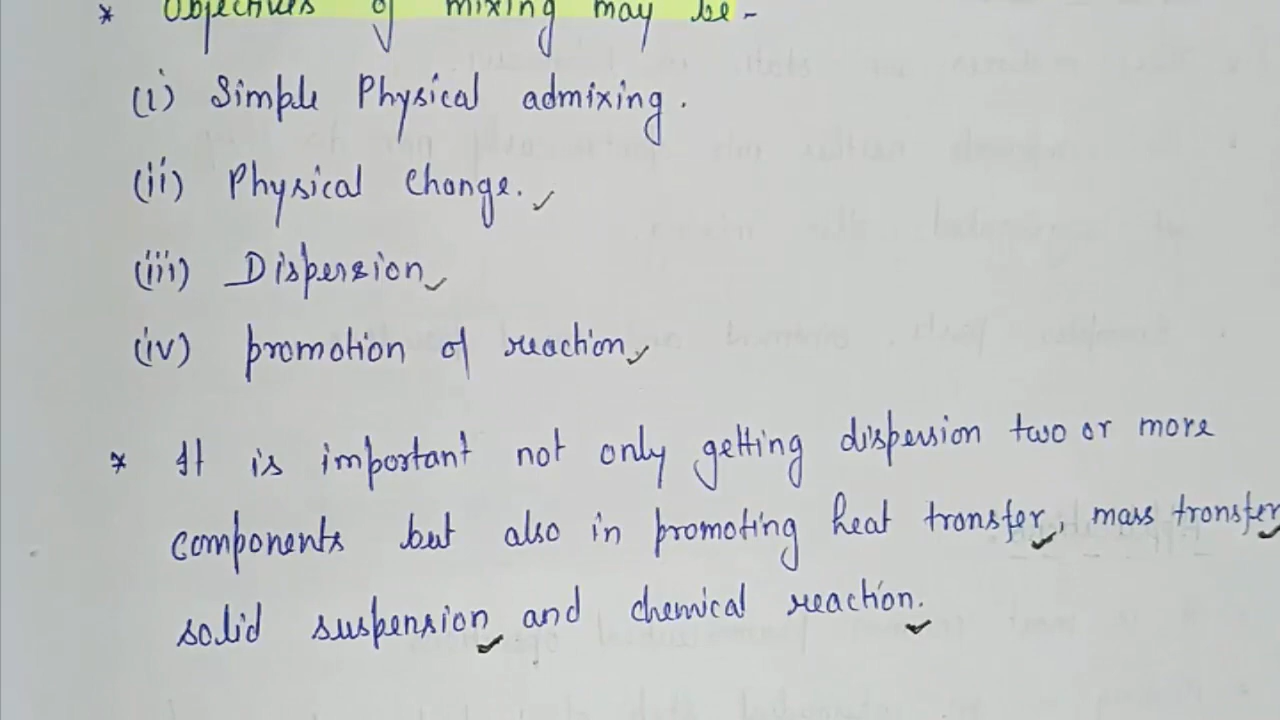 * Objectives of mixing may be -
(i) Simple Physical admixing.
(ii) Physical Change.
(iii) Dispersion
(iv) promotion of reaction
* It is important not only getting dispersion two or more
components but also in promoting heat transfer, mass transfer
solid suspension and chemical reaction.